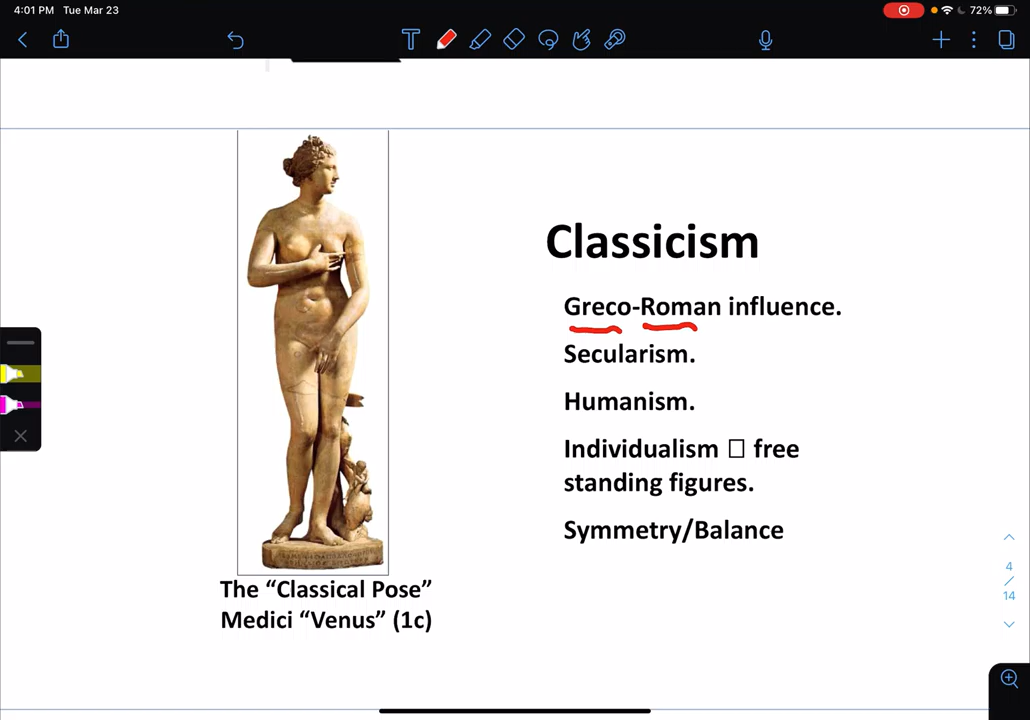 4:01 PM Tue Mar 23
72%
Classicism
Greco-Roman influence.
Secularism.
Humanism.
Individualism □ free
standing figures.
Symmetry/Balance
The “Classical Pose”
Medici “Venus” (1c)
4
/
14